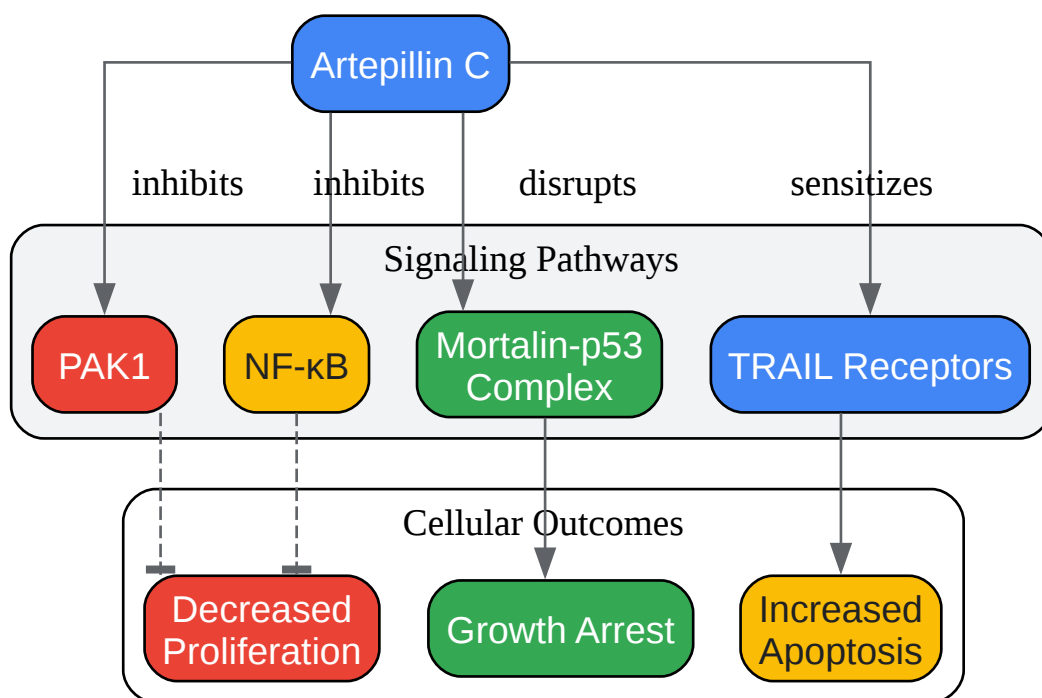 Artepillin C
inhibits
inhibits
disrupts
sensitizes
Signaling Pathways
PAK1
NF-κB
Mortalin-p53
Complex
TRAIL Receptors
Cellular Outcomes
Decreased
Proliferation
Growth Arrest
Increased
Apoptosis